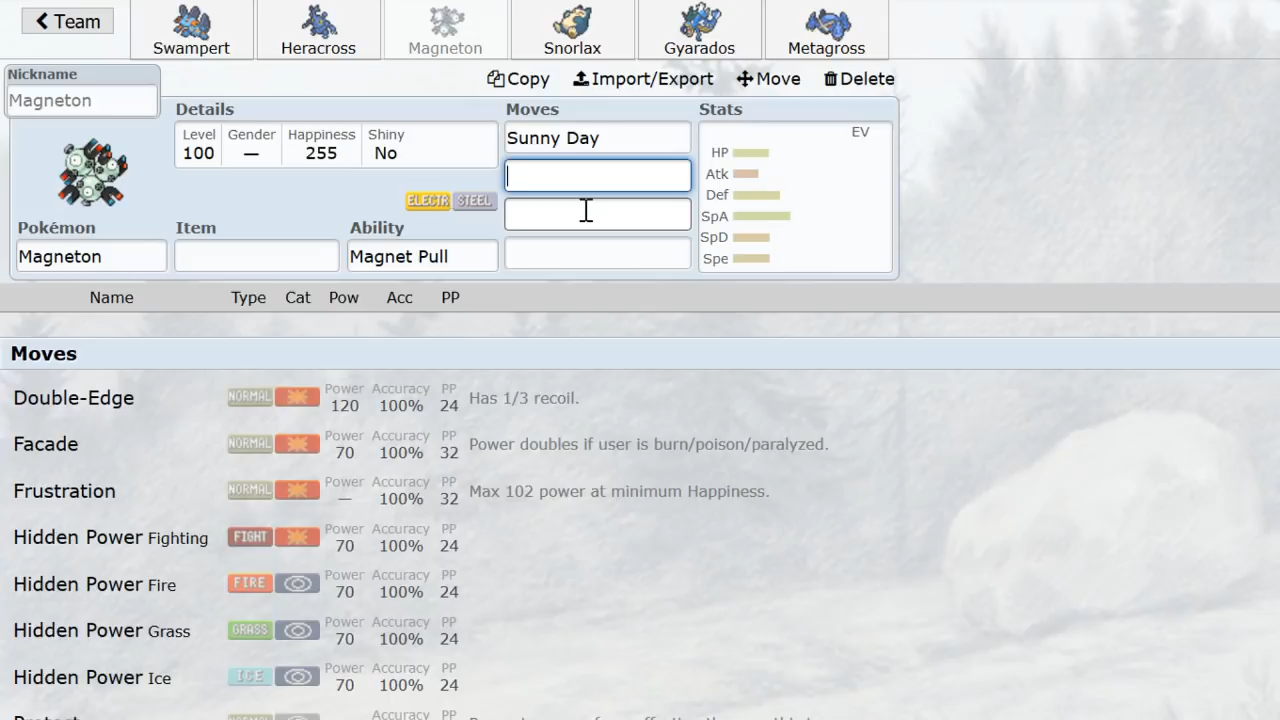 Team
Swampert
Heracross
Magneton
Snorlax
Gyarados
Metagross
Nickname
Magneton
Copy
Import/Export
Move
Delete
Details
Level
100
Gender
—
Happiness
255
Shiny
No
ELECTR STEEL
Pokémon
Magneton
Item
Ability
Magnet Pull
Moves
Sunny Day
Stats
EV
HP
Atk
Def
SpA
SpD
Spe
Name Type Cat Pow Acc PP
Moves
Double-Edge NORMAL Power 120 Accuracy 100% PP 24 Has 1/3 recoil.
Facade NORMAL Power 70 Accuracy 100% PP 32 Power doubles if user is burn/poison/paralyzed.
Frustration NORMAL Power — Accuracy 100% PP 32 Max 102 power at minimum Happiness.
Hidden Power Fighting FIGHT Power 70 Accuracy 100% PP 24
Hidden Power Fire FIRE Power 70 Accuracy 100% PP 24
Hidden Power Grass GRASS Power 70 Accuracy 100% PP 24
Hidden Power Ice ICE Power 70 Accuracy 100% PP 24
Power Accuracy PP